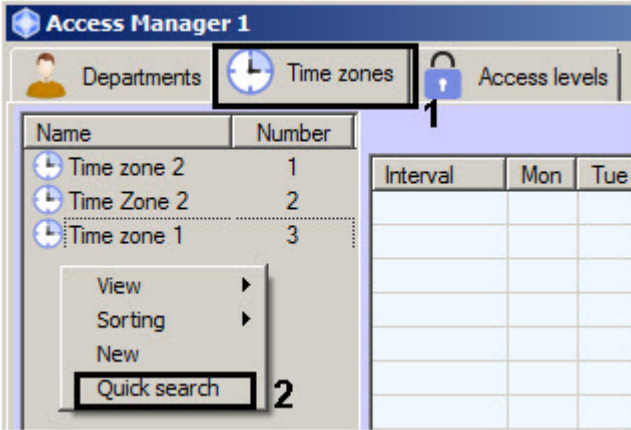 Access Manager 1
Departments Time zones Access levels
1
Name Number
Time zone 2 1
Time Zone 2 2
Time zone 1 3
Interval Mon Tue
View
Sorting
New
Quick search 2